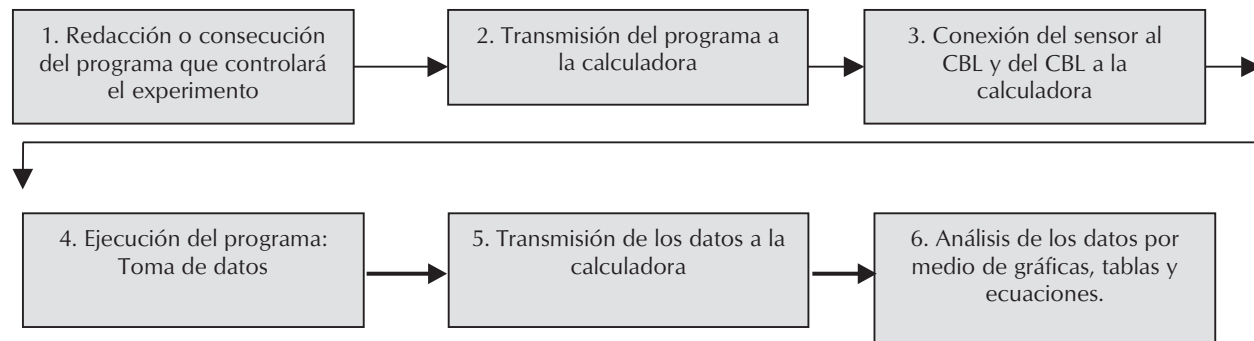 1. Redacción o consecución
del programa que controlará
el experimento
2. Transmisión del programa a
la calculadora
3. Conexión del sensor al
CBL y del CBL a la
calculadora
4. Ejecución del programa:
Toma de datos
5. Transmisión de los datos a la
calculadora
6. Análisis de los datos por
medio de gráficas, tablas y
ecuaciones.